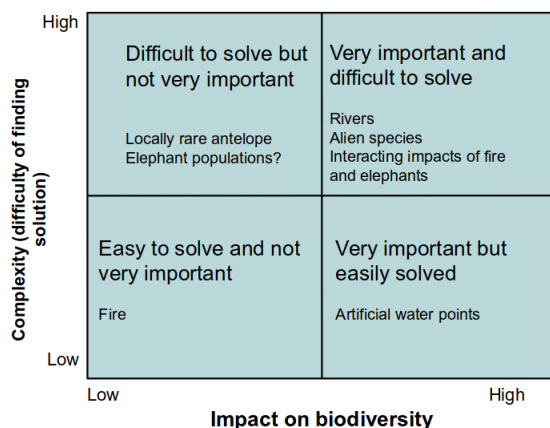 High
Difficult to solve but
not very important
Locally rare antelope
Elephant populations?
Very important and
difficult to solve
Rivers
Alien species
Interacting impacts of fire
and elephants
Complexity (difficulty of finding
solution)
Easy to solve and not
very important
Fire
Very important but
easily solved
Artificial water points
Low
Low
High
Impact on biodiversity